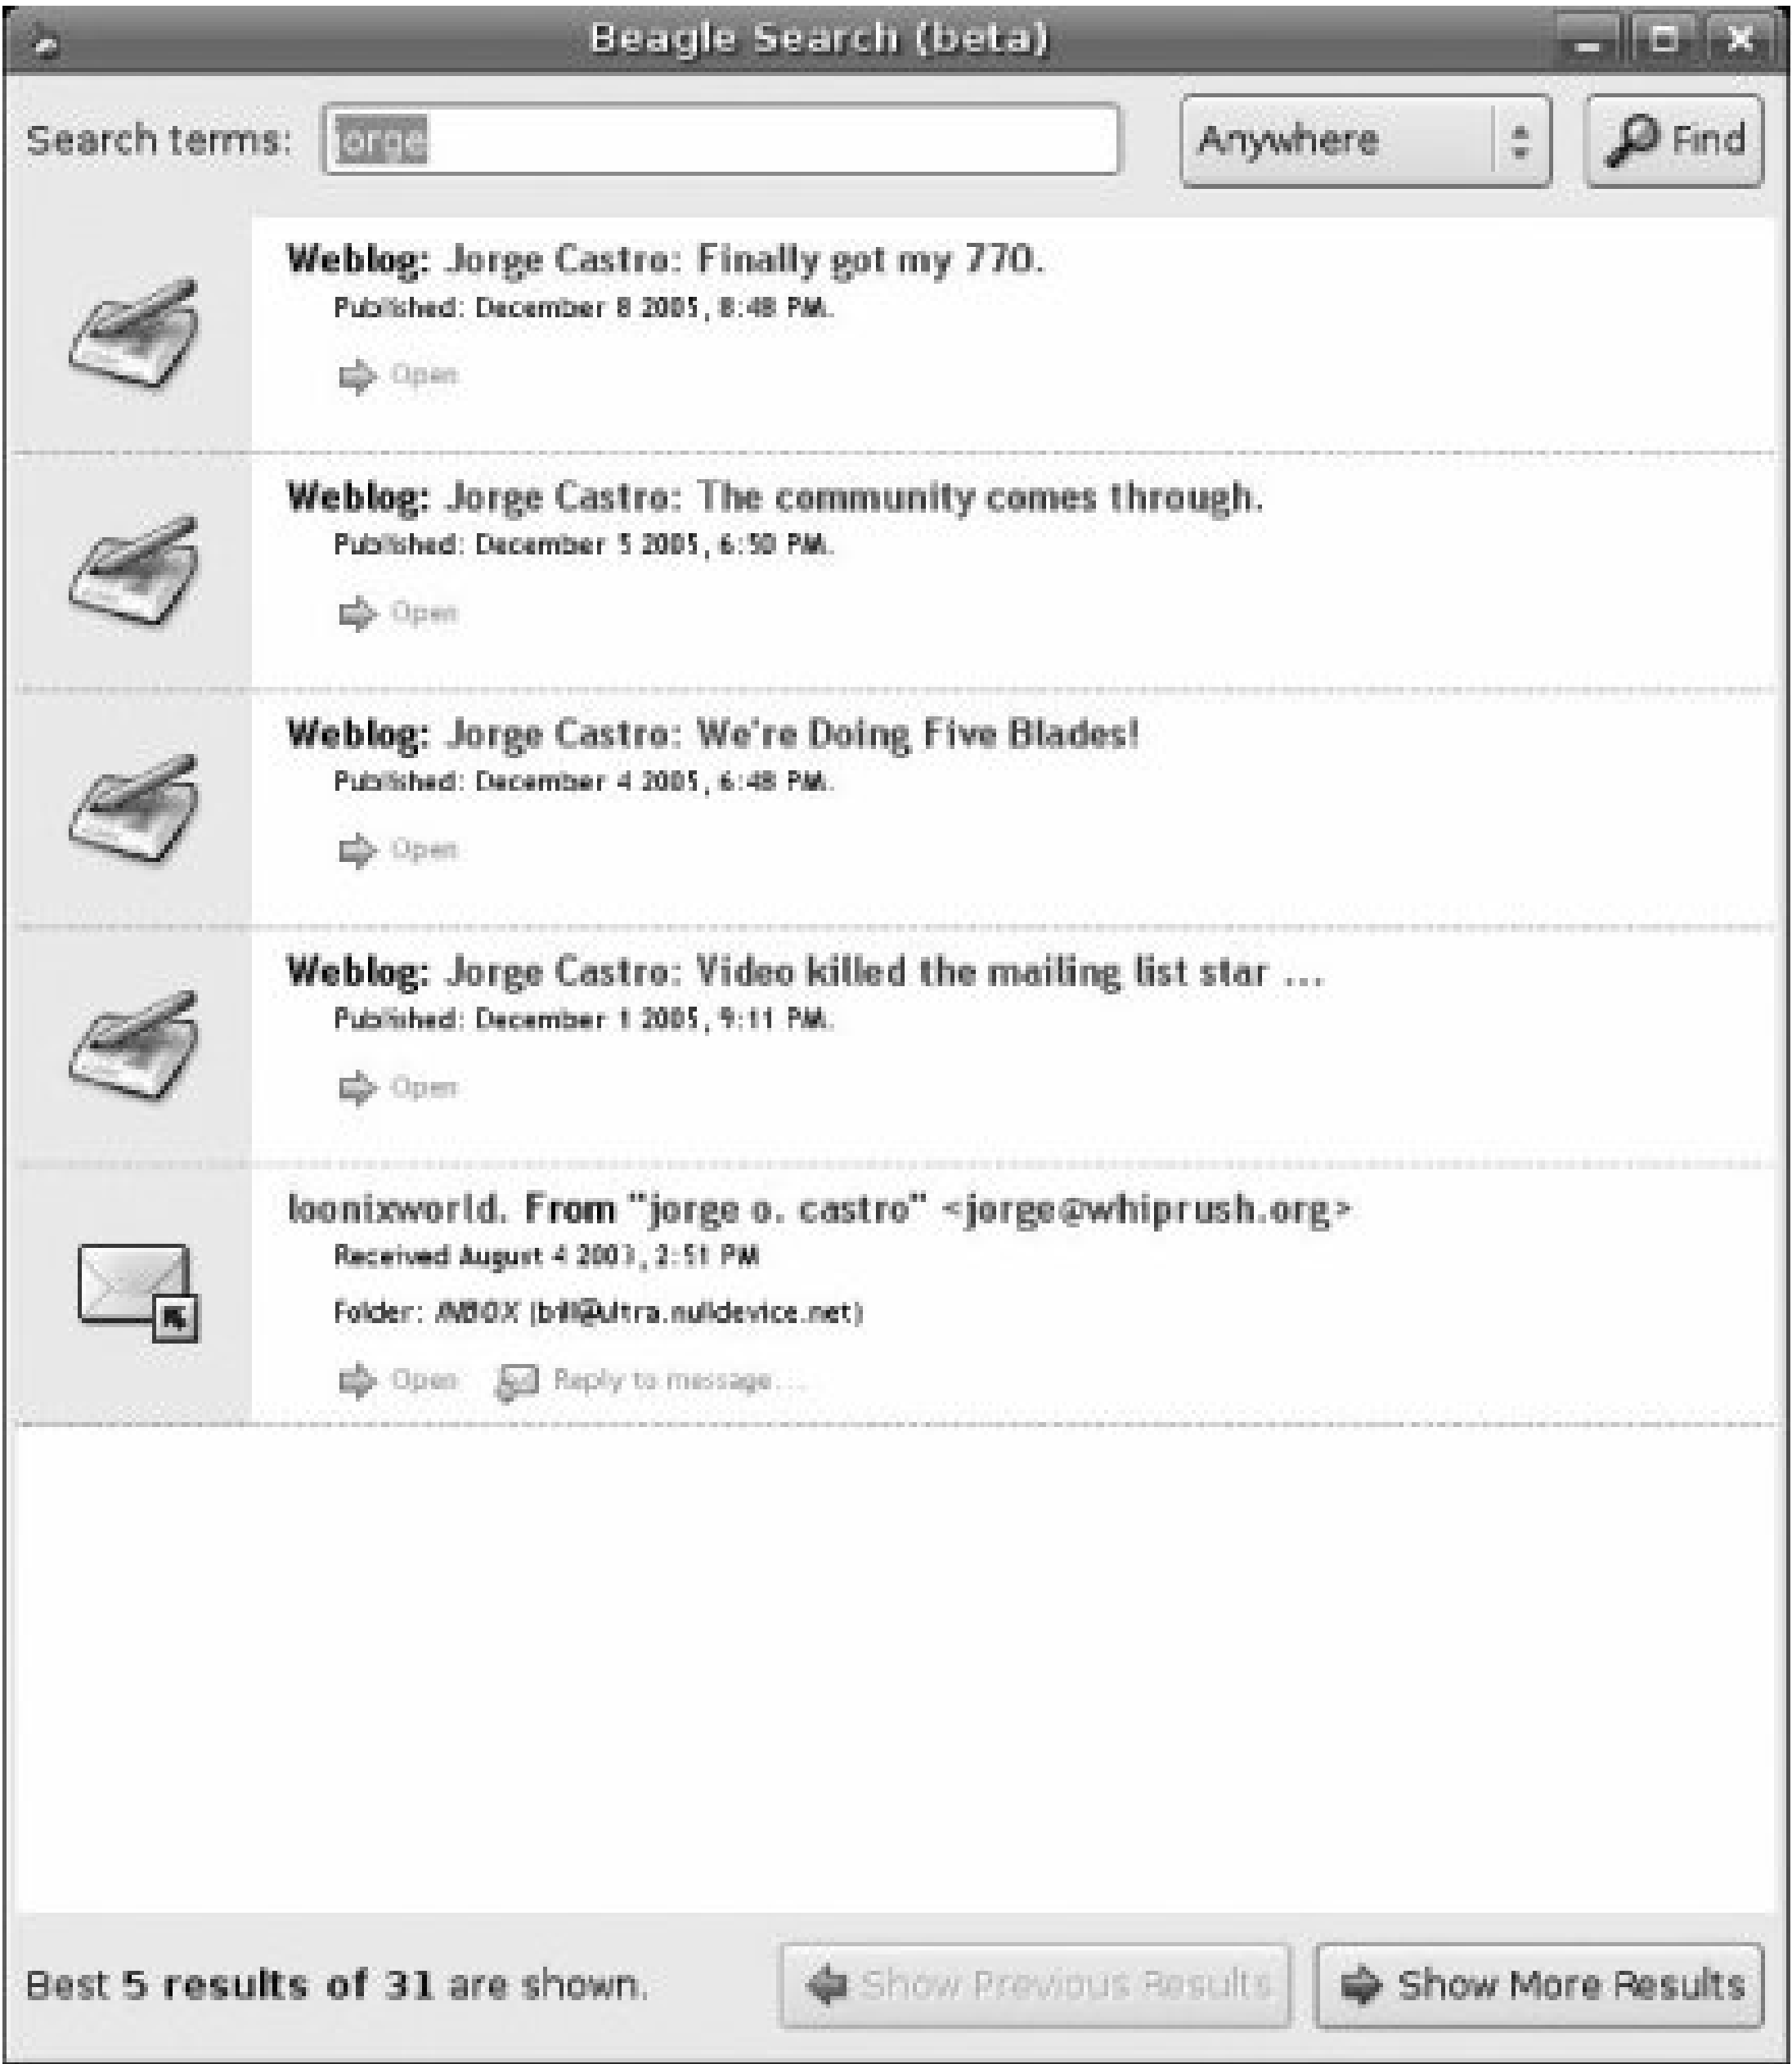 Beagle Search (beta)
Search terms: jorge Anywhere Find
Weblog: Jorge Castro: Finally got my 770.
Published: December 8 2005, 8:48 PM.
Open
Weblog: Jorge Castro: The community comes through.
Published: December 5 2005, 6:50 PM.
Open
Weblog: Jorge Castro: We're Doing Five Blades!
Published: December 4 2005, 6:48 PM.
Open
Weblog: Jorge Castro: Video killed the mailing list star ...
Published: December 1 2005, 9:11 PM.
Open
loonixworld. From "jorge o. castro" <jorge@whiprush.org>
Received August 4 2003, 2:51 PM
Folder: INBOX (bill@ultra.nulldevice.net)
Open Reply to message...
Best 5 results of 31 are shown. Show Previous Results Show More Results